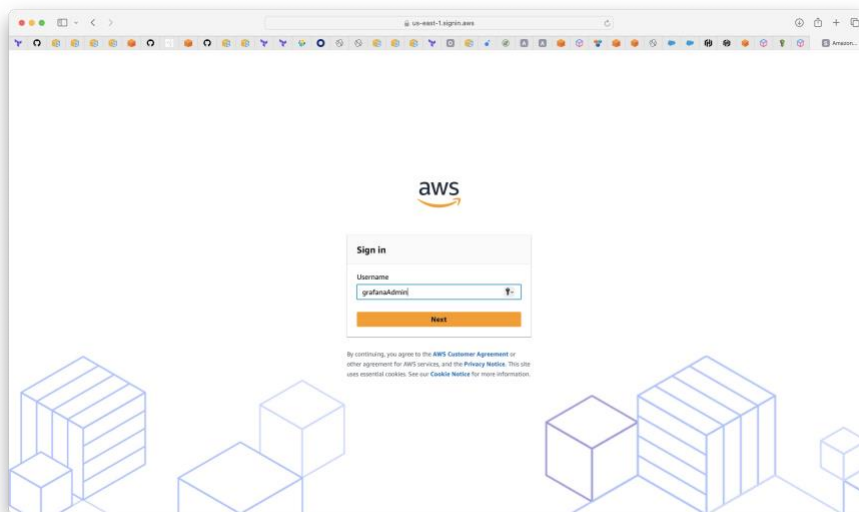 us-east-1.signin.aws
Amazon...
aws
Sign in
Username
grafanaAdmin
Next
By continuing, you agree to the AWS Customer Agreement or
other agreement for AWS services, and the Privacy Notice. This site
uses essential cookies. See our Cookie Notice for more information.